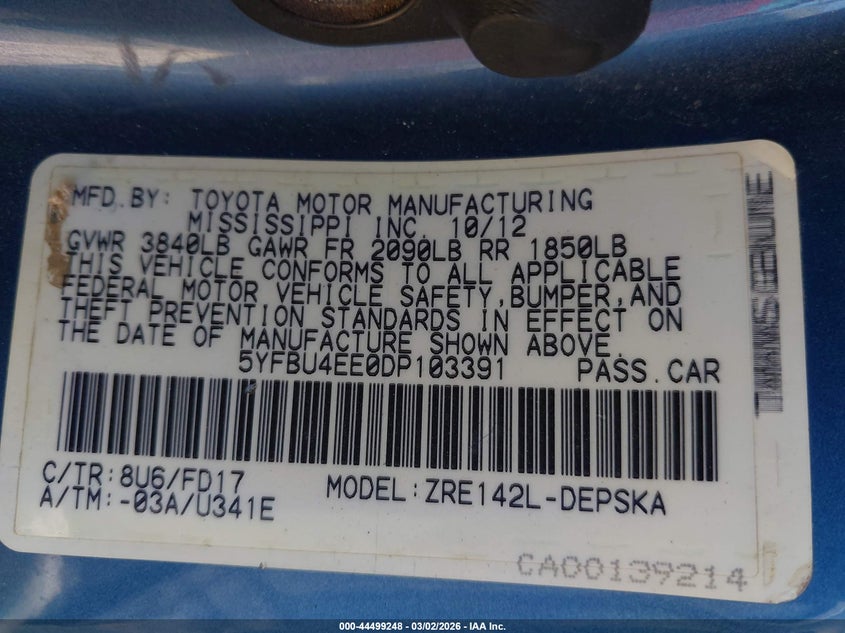 MFD.BY: TOYOTA MOTOR MANUFACTURING
MISSISSIPPI INC. 10/12
GVWR 3840LB GAWR FR 2090LB RR 1850LB
THIS VEHICLE CONFORMS TO ALL APPLICABLE
FEDERAL MOTOR VEHICLE SAFETY,BUMPER,AND
THEFT PREVENTION STANDARDS IN EFFECT ON
THE DATE OF MANUFACTURE SHOWN ABOVE.
5YFBU4EE0DP103391 PASS.CAR
C/TR:8U6/FD17
A/TM:-03A/U341E
MODEL:ZRE142L-DEPSKA
CA00139214
000-44499248 - 03/02/2026 - IAA Inc.